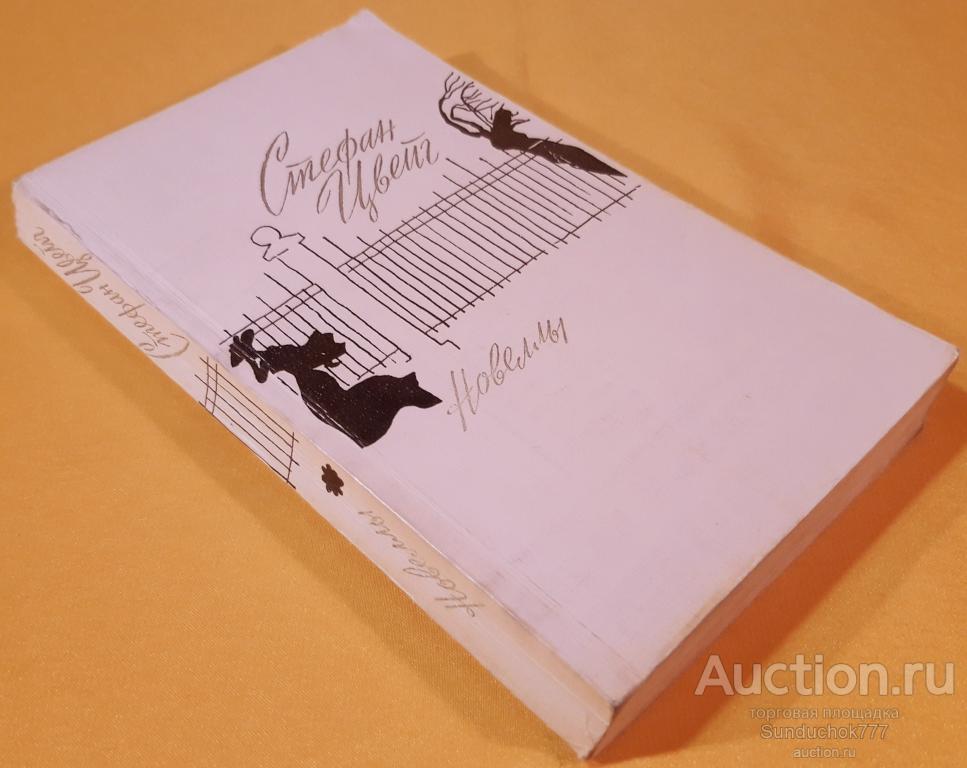 Стефан
Цвейг
Новеллы
Стефан Цвейг
Новеллы
Auction.ru
торговая площадка
Sunduchok777
auction.ru